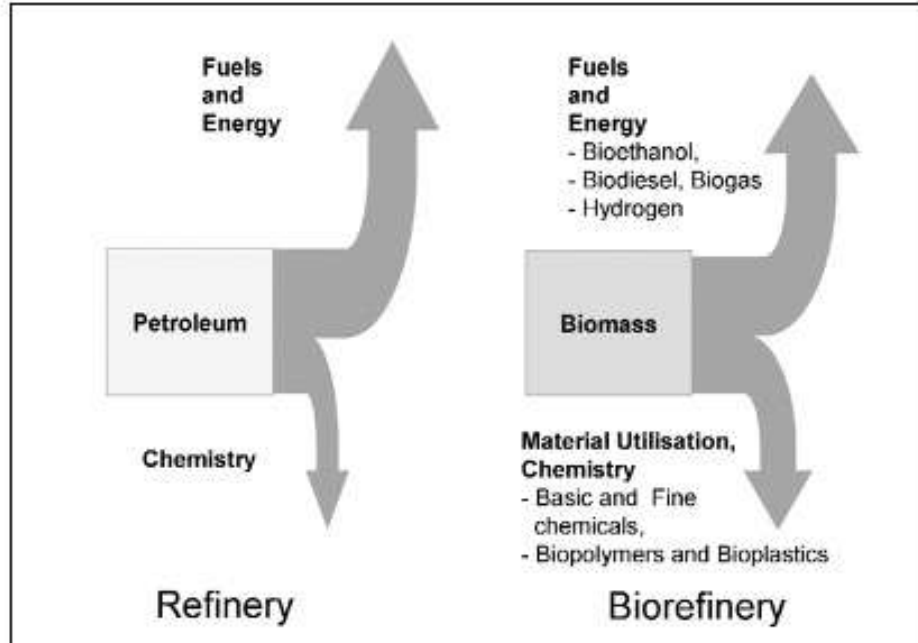 Fuels
and
Energy
Petroleum
Chemistry
Refinery
Fuels
and
Energy
- Bioethanol,
- Biodiesel, Biogas
- Hydrogen
Biomass
Material Utilisation,
Chemistry
- Basic and Fine
chemicals,
- Biopolymers and Bioplastics
Biorefinery